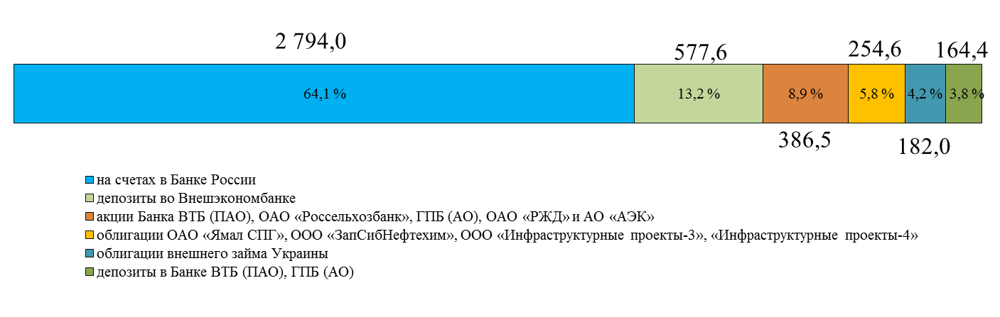 2 794,0
577,6
254,6
164,4
64,1 %
13,2 %
8,9 %
5,8 %
4,2 %
3,8 %
386,5
182,0
на счетах в Банке России
депозиты во Внешэкономбанке
акции Банка ВТБ (ПАО), ОАО «Россельхозбанк», ГПБ (АО), ОАО «РЖД» и АО «АЭК»
облигации ОАО «Ямал СПГ», ООО «ЗапСибНефтехим», ООО «Инфраструктурные проекты-3», «Инфраструктурные проекты-4»
облигации внешнего займа Украины
депозиты в Банке ВТБ (ПАО), ГПБ (АО)